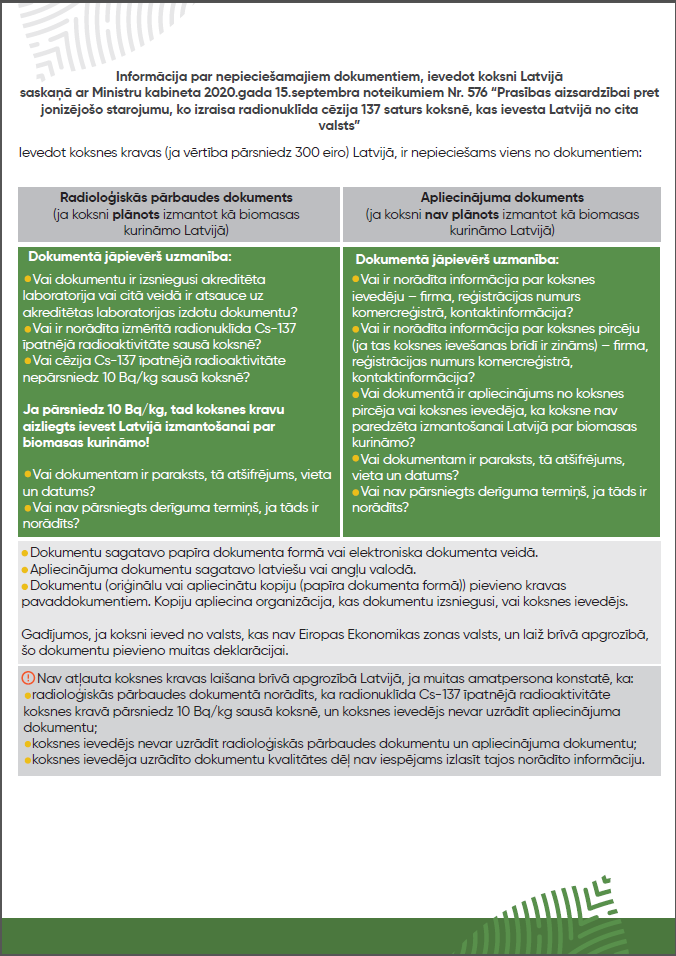 Informācija par nepieciešamajiem dokumentiem, ievedot koksni Latvijā
saskaņā ar Ministru kabineta 2020.gada 15.septembra noteikumiem Nr. 576 “Prasības aizsardzībai pret
jonizējošo starojumu, ko izraisa radionuklīda cēzija 137 saturs koksnē, kas ievesta Latvijā no cita
valsts”
Ievedot koksnes kravas (ja vērtība pārsniedz 300 eiro) Latvijā, ir nepieciešams viens no dokumentiem:
Radioloģiskās pārbaudes dokuments
(ja koksni plānots izmantot kā biomasas
kurināmo Latvijā)
Dokumentā jāpievērš uzmanība:
●Vai dokumentu ir izsniegusi akreditēta
laboratorija vai citā veidā ir atsauce uz
akreditētas laboratorijas izdotu dokumentu?
●Vai ir norādīta izmērītā radionuklīda Cs-137
īpatnējā radioaktivitāte sausā koksnē?
●Vai cēzija Cs-137 īpatnējā radioaktivitāte
nepārsniedz 10 Bq/kg sausā koksnē?
Ja pārsniedz 10 Bq/kg, tad koksnes kravu
aizliegts ievest Latvijā izmantošanai par
biomasas kurināmo!
●Vai dokumentam ir paraksts, tā atšifrējums, vieta
un datums?
●Vai nav pārsniegts derīguma termiņš, ja tāds ir
norādīts?
Apliecinājuma dokuments
(ja koksni nav plānots izmantot kā biomasas
kurināmo Latvijā)
Dokumentā jāpievērš uzmanība:
●Vai ir norādīta informācija par koksnes
ievedēju – firma, reģistrācijas numurs
komercreģistrā, kontaktinformācija?
●Vai ir norādīta informācija par koksnes pircēju
(ja tas koksnes ievešanas brīdī ir zināms) – firma,
reģistrācijas numurs komercreģistrā,
kontaktinformācija?
●Vai dokumentā ir apliecinājums no koksnes
pircēja vai koksnes ievedēja, ka koksne nav
paredzēta izmantošanai Latvijā par biomasas
kurināmo?
●Vai dokumentam ir paraksts, tā atšifrējums,
vieta un datums?
●Vai nav pārsniegts derīguma termiņš, ja tāds ir
norādīts?
●Dokumentu sagatavo papīra dokumenta formā vai elektroniska dokumenta veidā.
●Apliecinājuma dokumentu sagatavo latviešu vai angļu valodā.
●Dokumentu (oriģinālu vai apliecinātu kopiju (papīra dokumenta formā)) pievieno kravas
pavaddokumentiem. Kopiju apliecina organizācija, kas dokumentu izsniegusi, vai koksnes ievedējs.
Gadījumos, ja koksni ieved no valsts, kas nav Eiropas Ekonomikas zonas valsts, un laiž brīvā apgrozībā,
šo dokumentu pievieno muitas deklarācijai.
! Nav atļauta koksnes kravas laišana brīvā apgrozībā Latvijā, ja muitas amatpersona konstatē, ka:
●radioloģiskās pārbaudes dokumentā norādīts, ka radionuklīda Cs-137 īpatnējā radioaktivitāte
koksnes kravā pārsniedz 10 Bq/kg sausā koksnē, un koksnes ievedējs nevar uzrādīt apliecinājuma
dokumentu;
●koksnes ievedējs nevar uzrādīt radioloģiskās pārbaudes dokumentu un apliecinājuma dokumentu;
●koksnes ievedēja uzrādīto dokumentu kvalitātes dēļ nav iespējams izlasīt tajos norādīto informāciju.